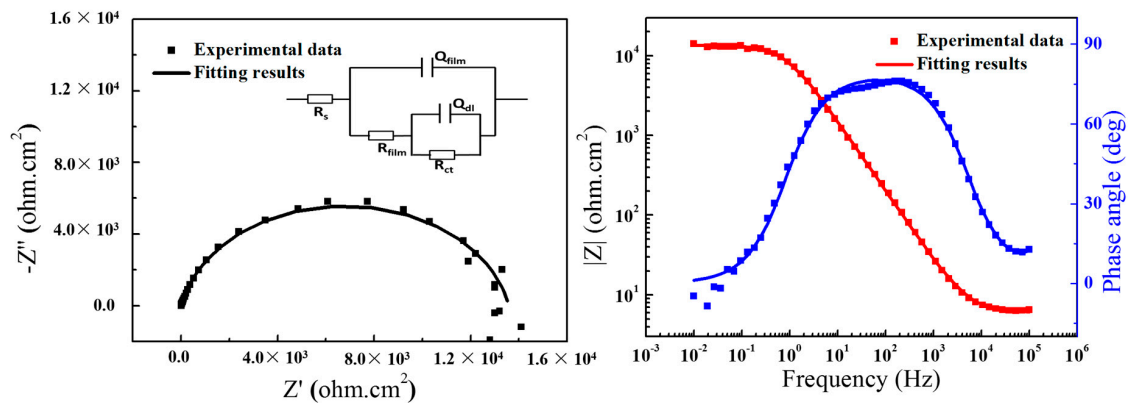 1.6 × 10⁴
1.2 × 10⁴
8.0 × 10³
4.0 × 10³
0.0
-Z'' (ohm.cm²)
Experimental data
Fitting results
Q_film
Q_dl
R_s
R_film
R_ct
0.0 4.0 × 10³ 8.0 × 10³ 1.2 × 10⁴ 1.6 × 10⁴
Z' (ohm.cm²)
10⁴
10³
10²
10¹
|Z| (ohm.cm²)
Experimental data
Fitting results
90
60
30
0
Phase angle (deg)
10⁻³ 10⁻² 10⁻¹ 10⁰ 10¹ 10² 10³ 10⁴ 10⁵ 10⁶
Frequency (Hz)